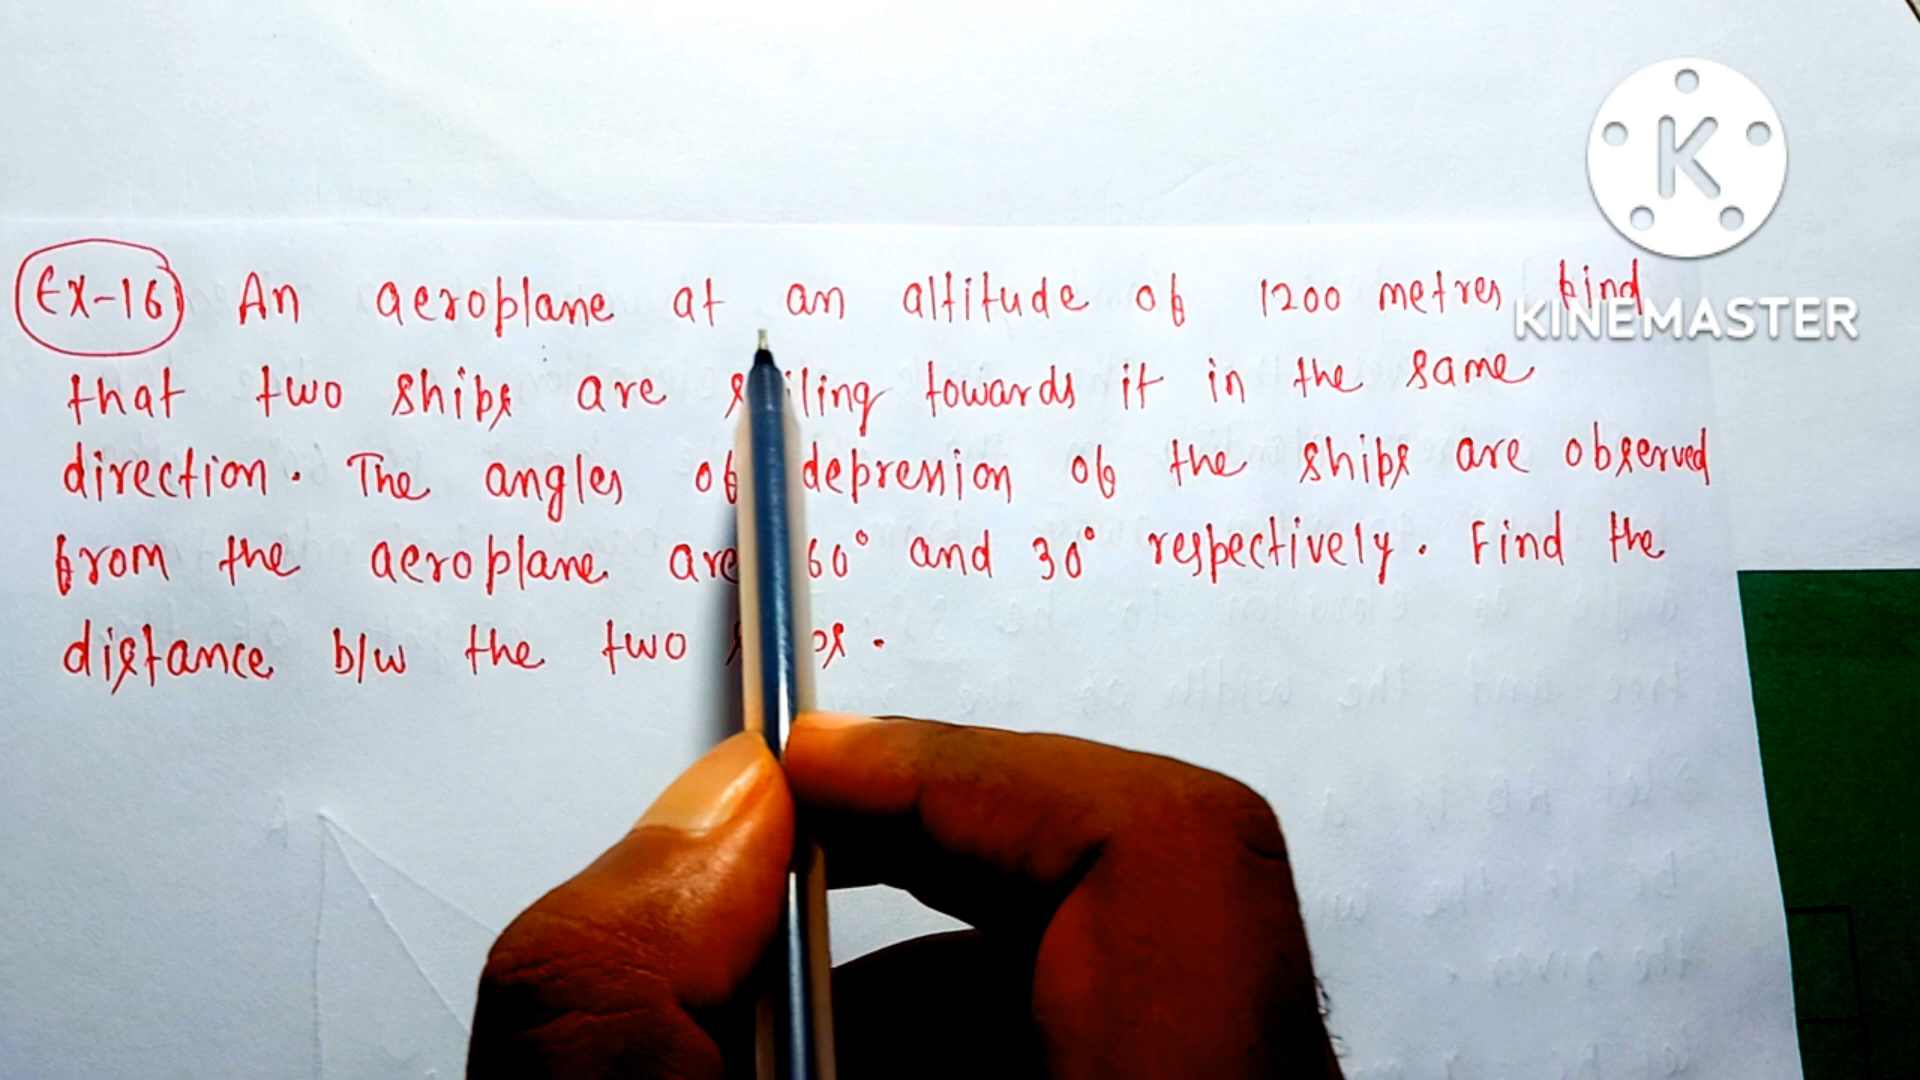 Ex-16 An aeroplane at an altitude of 1200 metres find
that two ships are sailing towards it in the same
direction. The angles of depression of the ships are observed
from the aeroplane are 60° and 30° respectively. Find the
distance b/w the two ships.
K
KINEMASTER